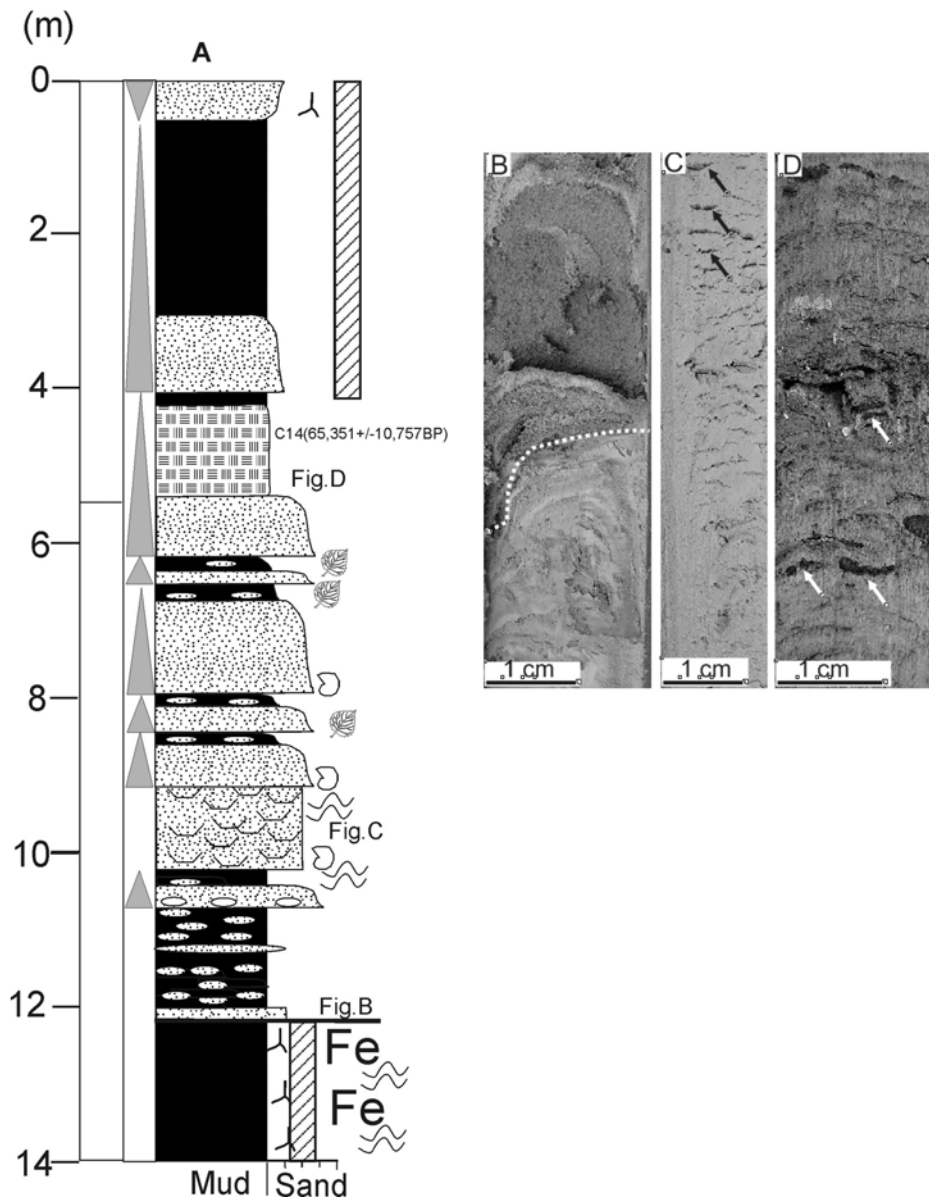 (m)
A
0
2
4
C14(65,351+/-10,757BP)
Fig.D
6
8
Fig.C
10
12
Fig.B
Fe
Fe
14
Mud Sand
B
C
D
1 cm
1 cm
1 cm